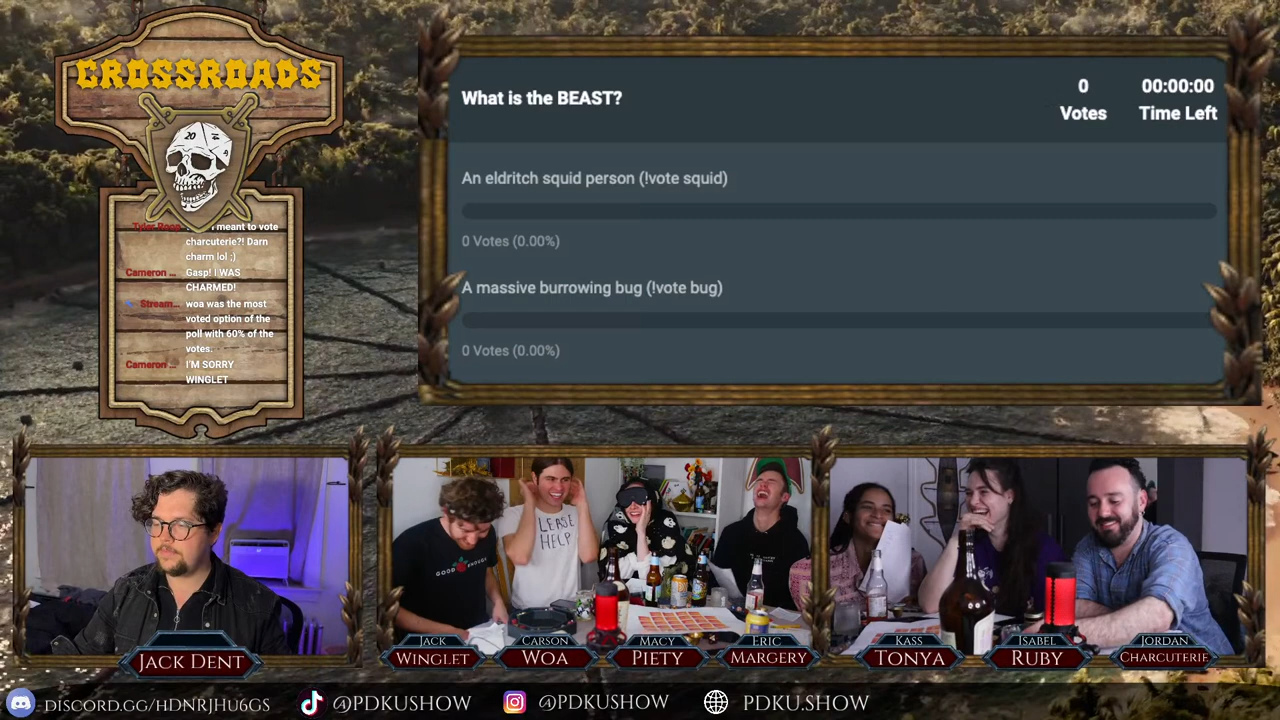 CROSSROADS
20
I meant to vote
charcuterie?! Darn
charm lol ;)
Cameron ... Gasp! I WAS
CHARMED!
Stream... woa was the most
voted option of the
poll with 60% of the
votes.
Cameron ... I'M SORRY
WINGLET
What is the BEAST?
0 00:00:00
Votes Time Left
An eldritch squid person (!vote squid)
0 Votes (0.00%)
A massive burrowing bug (!vote bug)
0 Votes (0.00%)
GOOD ENOUGH
HELP
JACK DENT
JACK
WINGLET
CARSON
WOA
MACY
PIETY
ERIC
MARGERY
KASS
TONYA
ISABEL
RUBY
JORDAN
CHARCUTERIE
DISCORD.GG/HDNRJHU6GS @PDKUSHOW @PDKUSHOW PDKU.SHOW